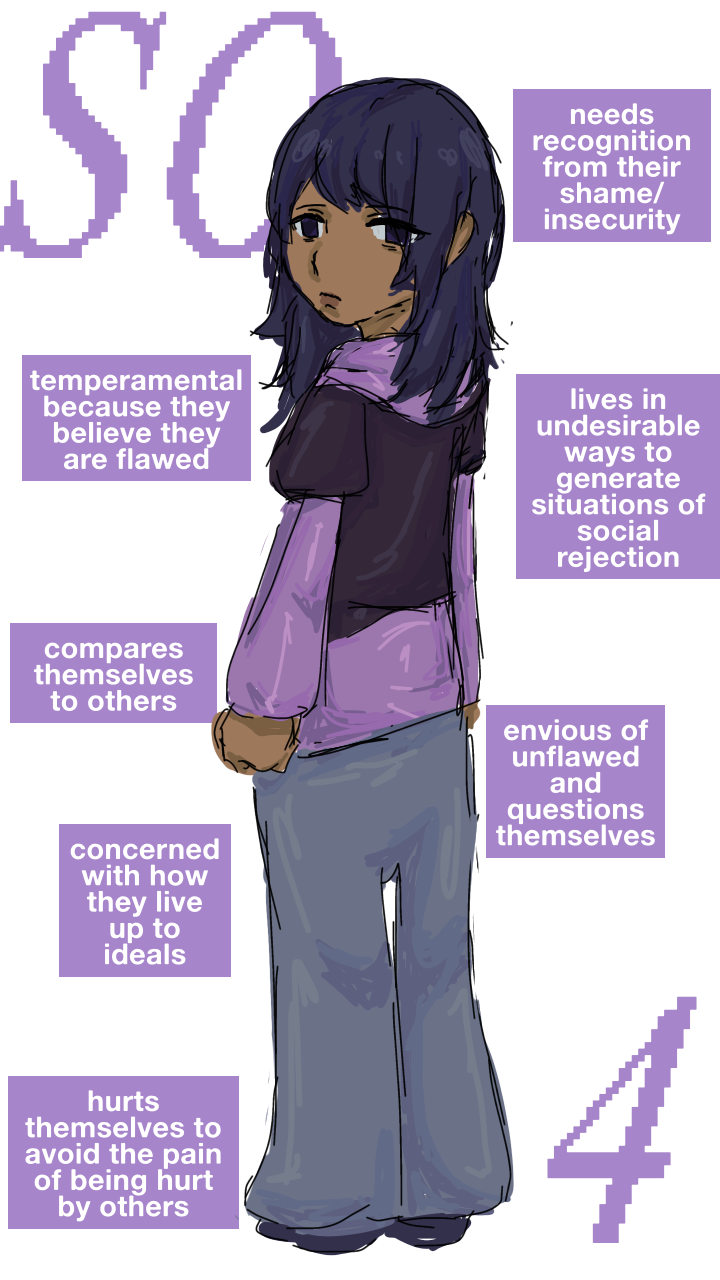 SO
needs
recognition
from their
shame/
insecurity
temperamental
because they
believe they
are flawed
lives in
undesirable
ways to
generate
situations of
social
rejection
compares
themselves
to others
envious of
unflawed
and
questions
themselves
concerned
with how
they live
up to
ideals
4
hurts
themselves to
avoid the pain
of being hurt
by others